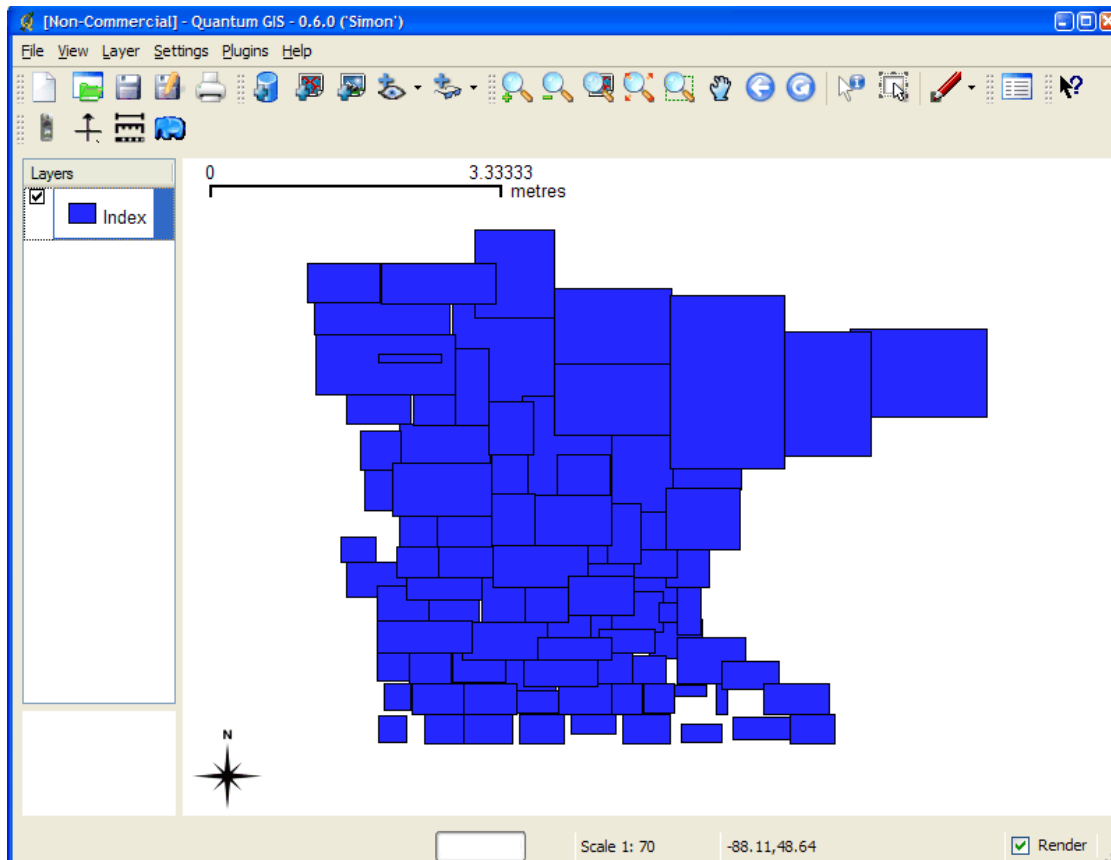 [Non-Commercial] - Quantum GIS - 0.6.0 ('Simon')
File View Layer Settings Plugins Help
Layers
Index
0 3.33333
metres
N
Scale 1: 70 -88.11,48.64 Render